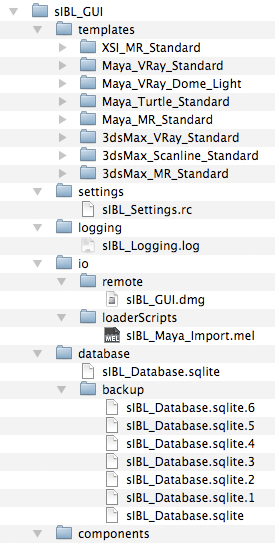 sIBL_GUI
templates
XSI_MR_Standard
Maya_VRay_Standard
Maya_VRay_Dome_Light
Maya_Turtle_Standard
Maya_MR_Standard
3dsMax_VRay_Standard
3dsMax_Scanline_Standard
3dsMax_MR_Standard
settings
sIBL_Settings.rc
logging
sIBL_Logging.log
io
remote
sIBL_GUI.dmg
loaderScripts
MEL sIBL_Maya_Import.mel
database
sIBL_Database.sqlite
backup
sIBL_Database.sqlite.6
sIBL_Database.sqlite.5
sIBL_Database.sqlite.4
sIBL_Database.sqlite.3
sIBL_Database.sqlite.2
sIBL_Database.sqlite.1
sIBL_Database.sqlite
components